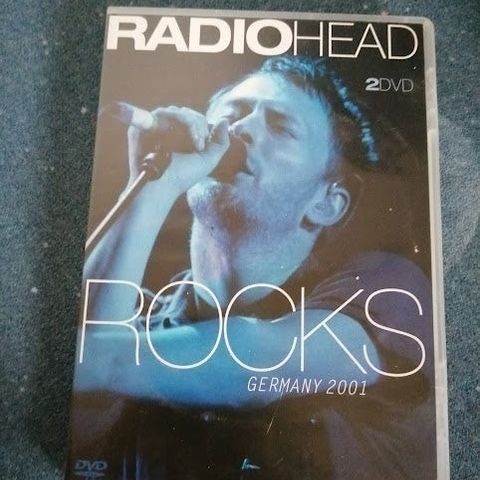 RADIOHEAD
2DVD
ROCKS
GERMANY 2001
DVD